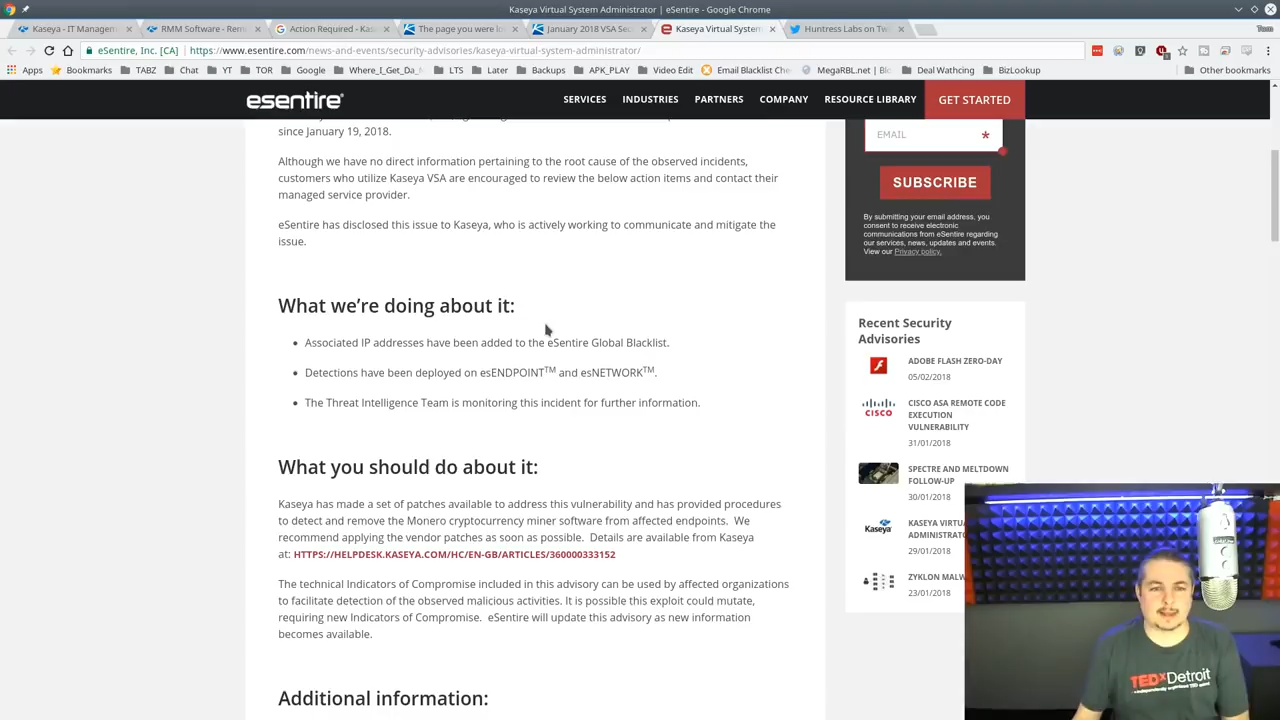 Kaseya Virtual System Administrator | eSentire - Google Chrome
Kaseya - IT Managem
RMM Software - Rem
Action Required - Kas
The page you were lo
January 2018 VSA Sec
Kaseya Virtual System
Huntress Labs on Tw
eSentire, Inc. [CA]
https://www.esentire.com/news-and-events/security-advisories/kaseya-virtual-system-administrator/
Apps
Bookmarks
TABZ
Chat
YT
TOR
Google
Where_I_Get_Da_
LTS
Later
Backups
APK_PLAY
Video Edit
Email Blacklist Che
MegaRBL.net | Bl
Deal Wathcing
BizLookup
Other bookmarks
esentire
SERVICES
INDUSTRIES
PARTNERS
COMPANY
RESOURCE LIBRARY
GET STARTED
since January 19, 2018.
Although we have no direct information pertaining to the root cause of the observed incidents,
customers who utilize Kaseya VSA are encouraged to review the below action items and contact their
managed service provider.
eSentire has disclosed this issue to Kaseya, who is actively working to communicate and mitigate the
issue.
What we're doing about it:
• Associated IP addresses have been added to the eSentire Global Blacklist.
• Detections have been deployed on esENDPOINT™ and esNETWORK™.
• The Threat Intelligence Team is monitoring this incident for further information.
What you should do about it:
Kaseya has made a set of patches available to address this vulnerability and has provided procedures
to detect and remove the Monero cryptocurrency miner software from affected endpoints. We
recommend applying the vendor patches as soon as possible. Details are available from Kaseya
at: HTTPS://HELPDESK.KASEYA.COM/HC/EN-GB/ARTICLES/360000333152
The technical Indicators of Compromise included in this advisory can be used by affected organizations
to facilitate detection of the observed malicious activities. It is possible this exploit could mutate,
requiring new Indicators of Compromise. eSentire will update this advisory as new information
becomes available.
Additional information:
EMAIL *
SUBSCRIBE
By submitting your email address, you
consent to receive electronic
communications from eSentire regarding
our services, news, updates and events.
View our Privacy policy.
Recent Security
Advisories
ADOBE FLASH ZERO-DAY
05/02/2018
CISCO
CISCO ASA REMOTE CODE
EXECUTION
VULNERABILITY
31/01/2018
SPECTRE AND MELTDOWN
FOLLOW-UP
30/01/2018
Kaseya
KASEYA VIRTU
ADMINISTRATO
29/01/2018
ZYKLON MALW
23/01/2018
TEDxDetroit